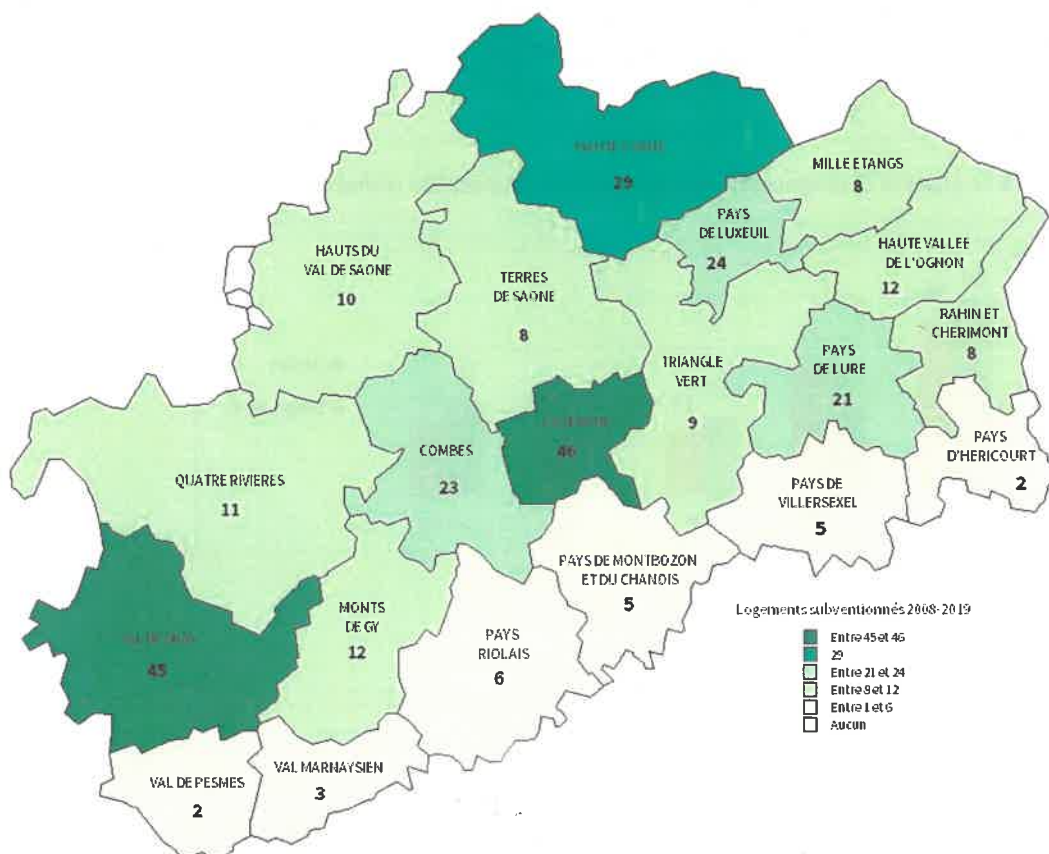 29
MILLE ETANGS
8
PAYS
DE LUXEUIL
24
HAUTE VALLEE
DE L'OGNON
12
HAUTS DU
VAL DE SAONE
10
TERRES
DE SAONE
8
RAHIN ET
CHERIMONT
8
TRIANGLE
VERT
9
PAYS
DE LURE
21
46
COMBES
23
PAYS
D'HERICOURT
2
QUATRE RIVIERES
11
PAYS DE
VILLERSEXEL
5
PAYS DE MONTBOZON
ET DU CHANOIS
5
MONTS
DE GY
12
PAYS
RIOLAIS
6
45
VAL DE PESMES
2
VAL MARNAYSIEN
3
Logements subventionnés 2008-2019
Entre 45 et 46
29
Entre 21 et 24
Entre 8 et 12
Entre 1 et 6
Aucun